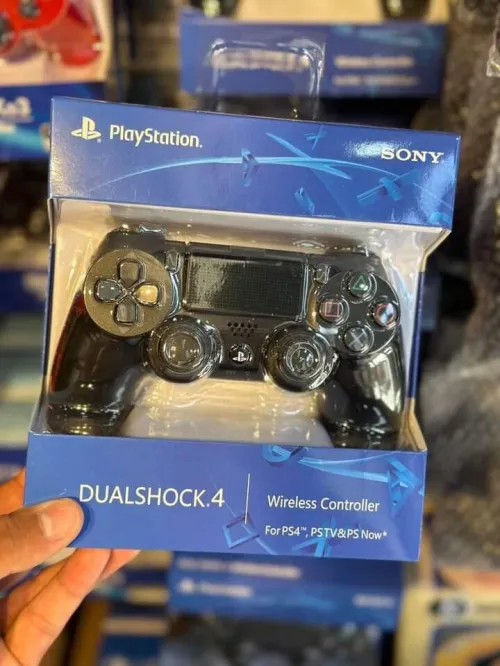 PlayStation.
SONY
DUALSHOCK.4
Wireless Controller
For PS4™, PSTV&PS Now*